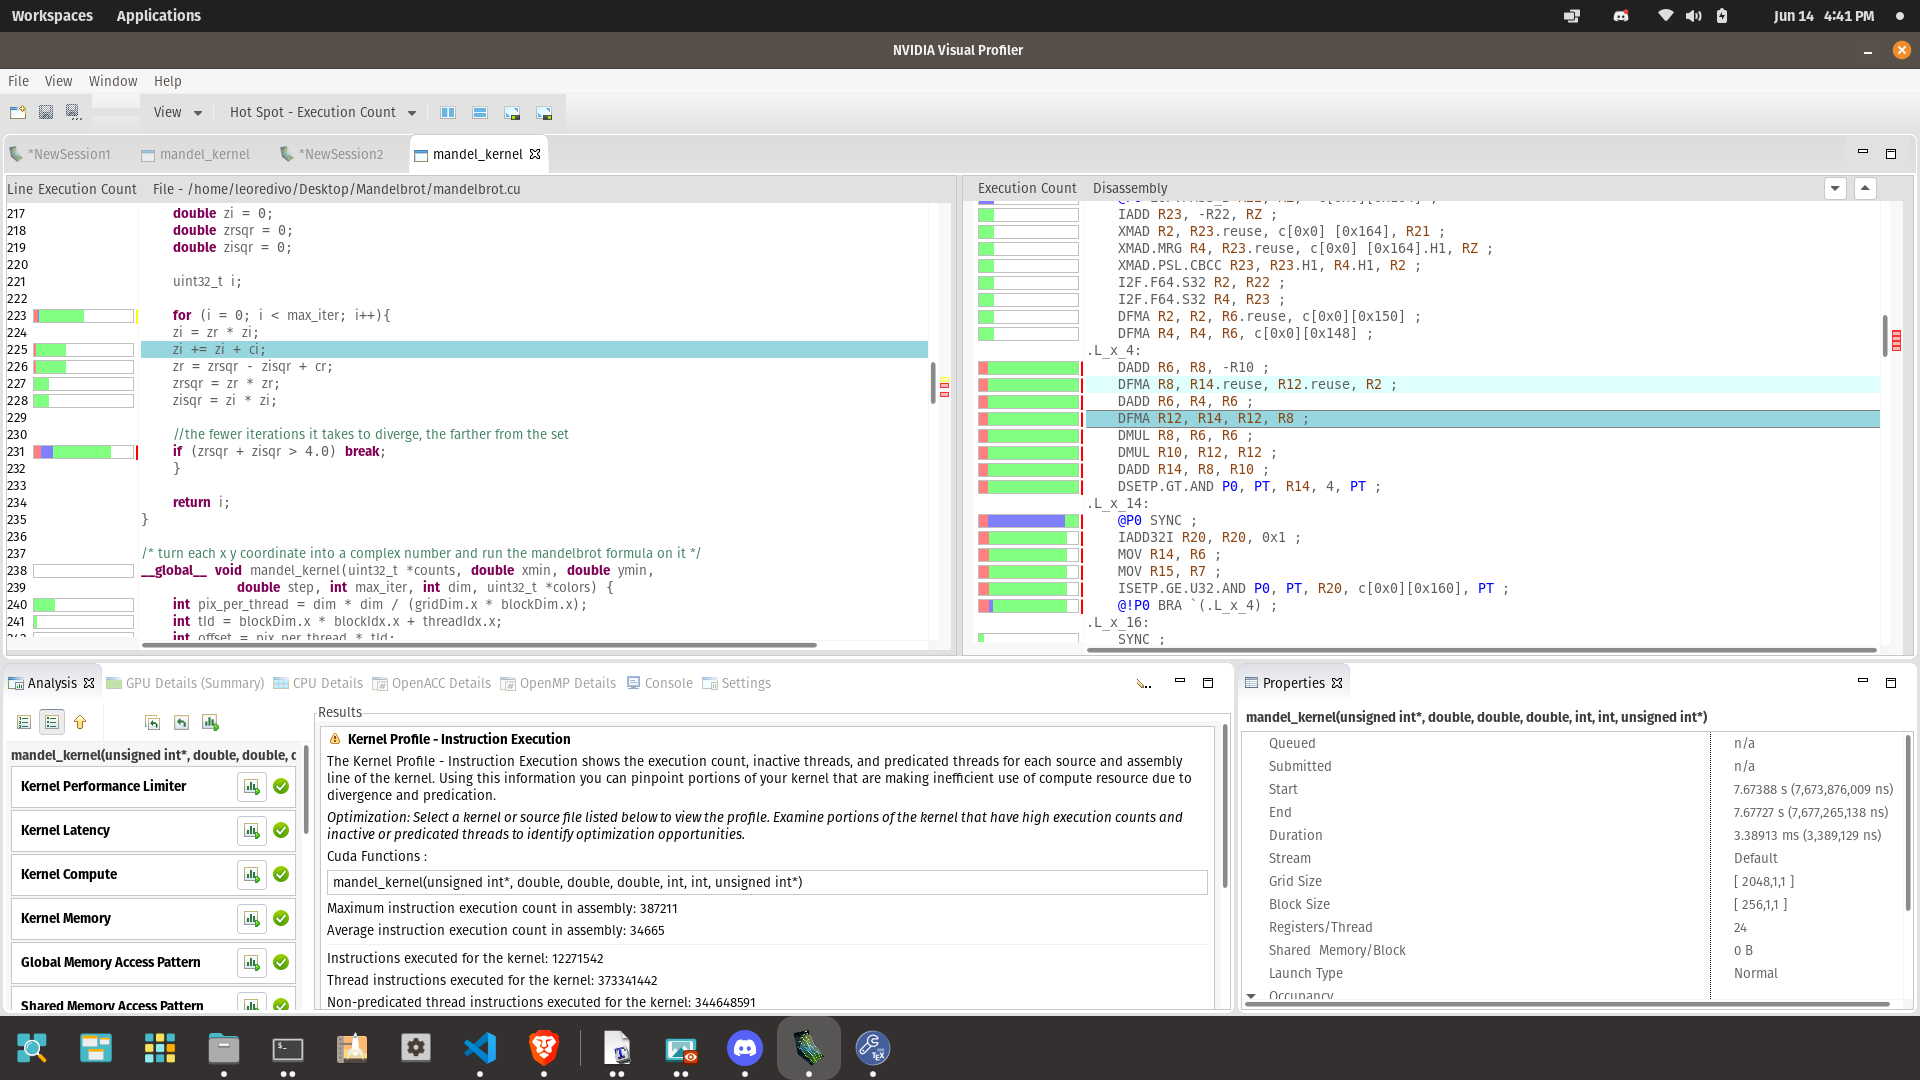 Workspaces Applications Jun 14 4:41 PM
NVIDIA Visual Profiler
File View Window Help
View Hot Spot - Execution Count
*NewSession1 mandel_kernel *NewSession2 mandel_kernel
Line Execution Count File - /home/leoredivo/Desktop/Mandelbrot/mandelbrot.cu
217 double zi = 0;
218 double zrsqr = 0;
219 double zisqr = 0;
220
221 uint32_t i;
222
223 for (i = 0; i < max_iter; i++){
224 zi = zr * zi;
225 zi += zi + ci;
226 zr = zrsqr - zisqr + cr;
227 zrsqr = zr * zr;
228 zisqr = zi * zi;
229
230 //the fewer iterations it takes to diverge, the farther from the set
231 if (zrsqr + zisqr > 4.0) break;
232 }
233
234 return i;
235 }
236
237 /* turn each x y coordinate into a complex number and run the mandelbrot formula on it */
238 __global__ void mandel_kernel(uint32_t *counts, double xmin, double ymin,
239 double step, int max_iter, int dim, uint32_t *colors) {
240 int pix_per_thread = dim * dim / (gridDim.x * blockDim.x);
241 int tId = blockDim.x * blockIdx.x + threadIdx.x;
242 int offset = pix_per_thread * tId;
Execution Count Disassembly
IADD R23, -R22, RZ ;
XMAD R2, R23.reuse, c[0x0] [0x164], R21 ;
XMAD.MRG R4, R23.reuse, c[0x0] [0x164].H1, RZ ;
XMAD.PSL.CBCC R23, R23.H1, R4.H1, R2 ;
I2F.F64.S32 R2, R22 ;
I2F.F64.S32 R4, R23 ;
DFMA R2, R2, R6.reuse, c[0x0][0x150] ;
DFMA R4, R4, R6, c[0x0][0x148] ;
.L_x_4:
DADD R6, R8, -R10 ;
DFMA R8, R14.reuse, R12.reuse, R2 ;
DADD R6, R4, R6 ;
DFMA R12, R14, R12, R8 ;
DMUL R8, R6, R6 ;
DMUL R10, R12, R12 ;
DADD R14, R8, R10 ;
DSETP.GT.AND P0, PT, R14, 4, PT ;
.L_x_14:
@P0 SYNC ;
IADD32I R20, R20, 0x1 ;
MOV R14, R6 ;
MOV R15, R7 ;
ISETP.GE.U32.AND P0, PT, R20, c[0x0][0x160], PT ;
@!P0 BRA `(.L_x_4) ;
.L_x_16:
SYNC ;
Analysis GPU Details (Summary) CPU Details OpenACC Details OpenMP Details Console Settings
mandel_kernel(unsigned int*, double, double, d
Kernel Performance Limiter
Kernel Latency
Kernel Compute
Kernel Memory
Global Memory Access Pattern
Shared Memory Access Pattern
Results
Kernel Profile - Instruction Execution
The Kernel Profile - Instruction Execution shows the execution count, inactive threads, and predicated threads for each source and assembly
line of the kernel. Using this information you can pinpoint portions of your kernel that are making inefficient use of compute resource due to
divergence and predication.
Optimization: Select a kernel or source file listed below to view the profile. Examine portions of the kernel that have high execution counts and
inactive or predicated threads to identify optimization opportunities.
Cuda Functions :
mandel_kernel(unsigned int*, double, double, double, int, int, unsigned int*)
Maximum instruction execution count in assembly: 387211
Average instruction execution count in assembly: 34665
Instructions executed for the kernel: 12271542
Thread instructions executed for the kernel: 373341442
Non-predicated thread instructions executed for the kernel: 344648591
Properties
mandel_kernel(unsigned int*, double, double, double, int, int, unsigned int*)
Queued n/a
Submitted n/a
Start 7.67388 s (7,673,876,009 ns)
End 7.67727 s (7,677,265,138 ns)
Duration 3.38913 ms (3,389,129 ns)
Stream Default
Grid Size [ 2048,1,1 ]
Block Size [ 256,1,1 ]
Registers/Thread 24
Shared Memory/Block 0 B
Launch Type Normal
Occupancy